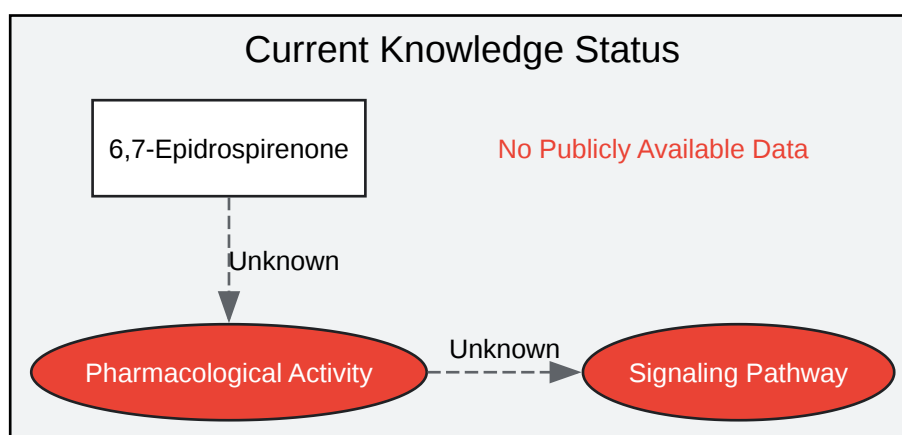 Current Knowledge Status
6,7-Epidrospirenone
No Publicly Available Data
Unknown
Unknown
Pharmacological Activity
Signaling Pathway